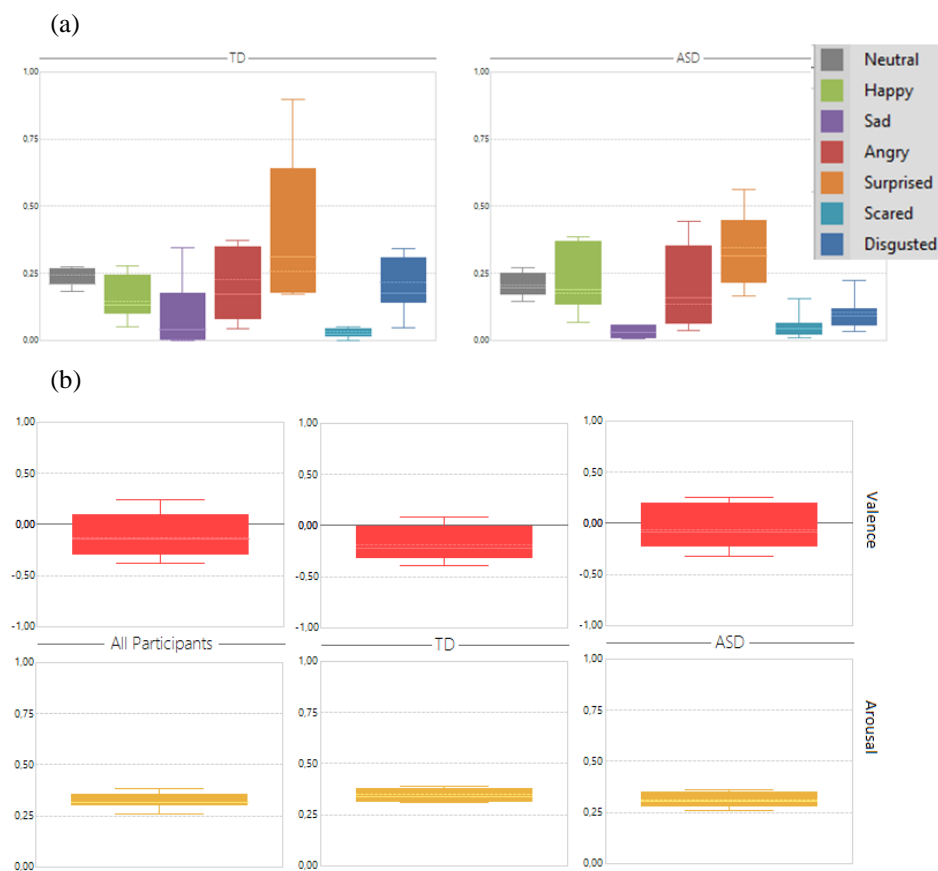 (a)
TD
ASD
1,00
0,75
0,50
0,25
0,00
1,00
0,75
0,50
0,25
0,00
Neutral
Happy
Sad
Angry
Surprised
Scared
Disgusted
(b)
1,00
0,50
0,00
-0,50
-1,00
1,00
0,50
0,00
-0,50
-1,00
1,00
0,50
0,00
-0,50
-1,00
Valence
All Participants
TD
ASD
1,00
0,75
0,50
0,25
0,00
1,00
0,75
0,50
0,25
0,00
1,00
0,75
0,50
0,25
0,00
Arousal